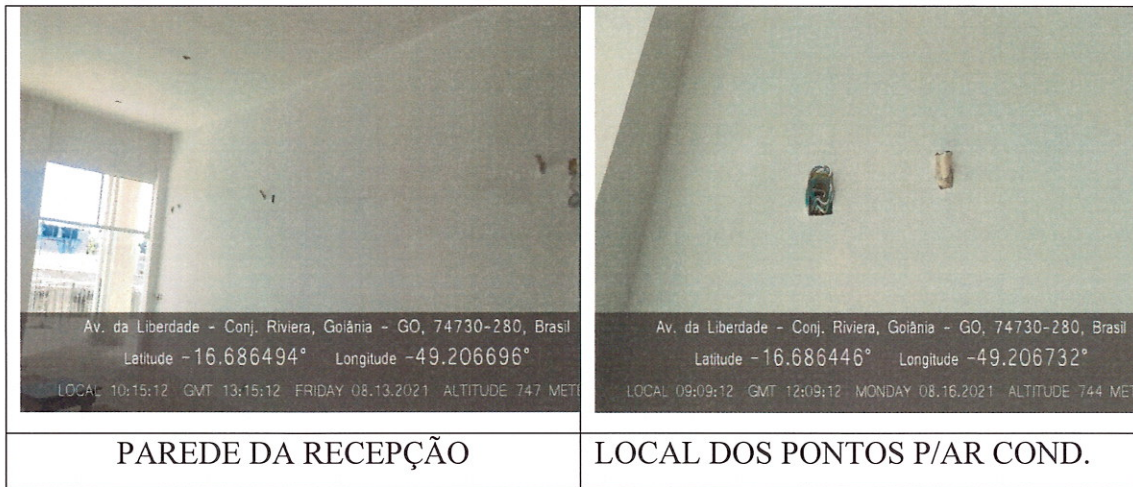 Av. da Liberdade - Conj. Riviera, Goiânia - GO, 74730-280, Brasil
Latitude -16.686494° Longitude -49.206696°
LOCAL 10:15:12 GMT 13:15:12 FRIDAY 08.13.2021 ALTITUDE 747 METE
PAREDE DA RECEPÇÃO
Av. da Liberdade - Conj. Riviera, Goiânia - GO, 74730-280, Brasil
Latitude -16.686446° Longitude -49.206732°
LOCAL 09:09:12 GMT 12:09:12 MONDAY 08.16.2021 ALTITUDE 744 MET
LOCAL DOS PONTOS P/AR COND.